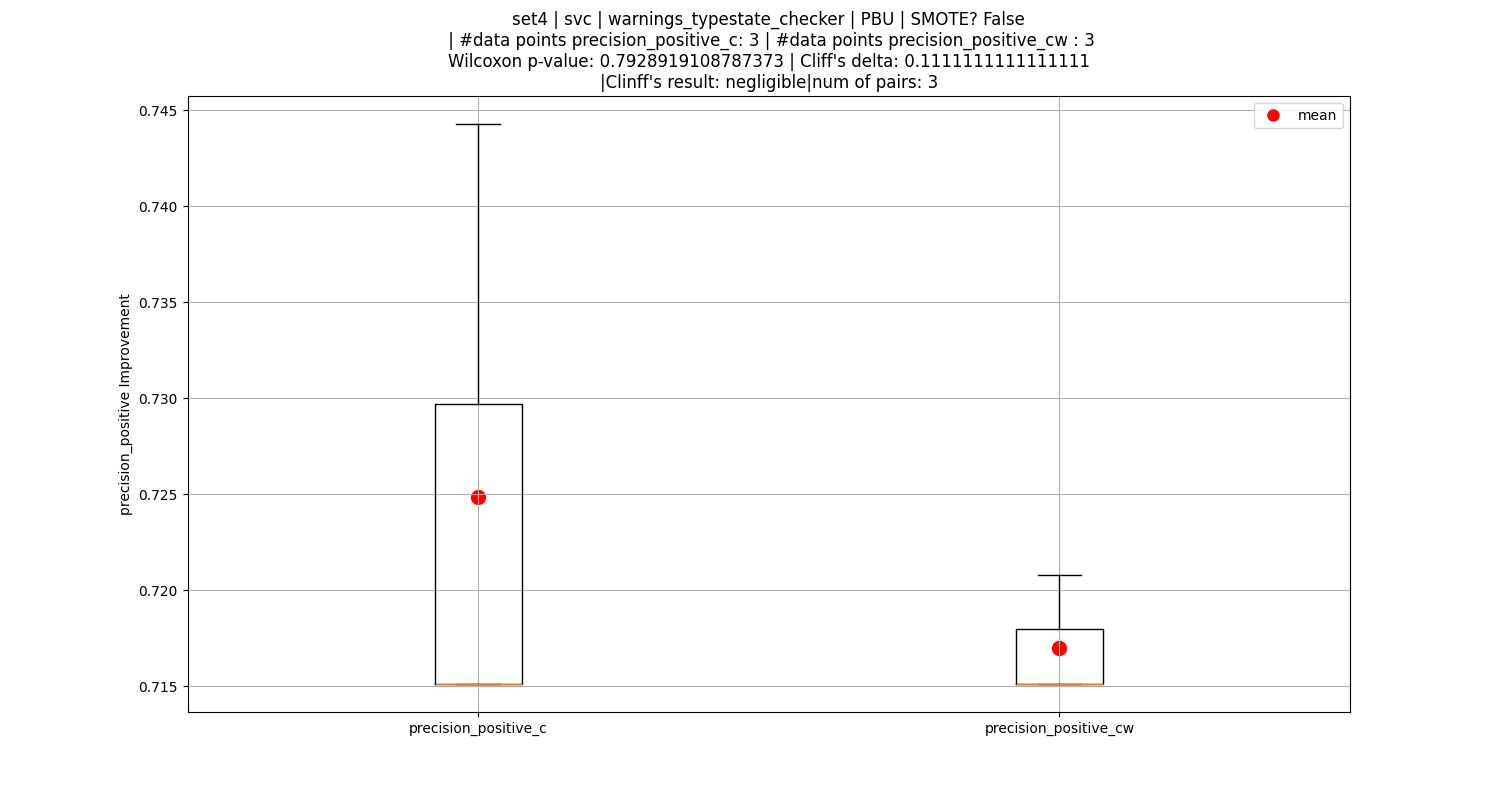 set4 | svc | warnings_typestate_checker | PBU | SMOTE? False
| #data points precision_positive_c: 3 | #data points precision_positive_cw : 3
Wilcoxon p-value: 0.7928919108787373 | Cliff's delta: 0.1111111111111111
|Clinff's result: negligible|num of pairs: 3
mean
precision_positive Improvement
0.745
0.740
0.735
0.730
0.725
0.720
0.715
precision_positive_c
precision_positive_cw